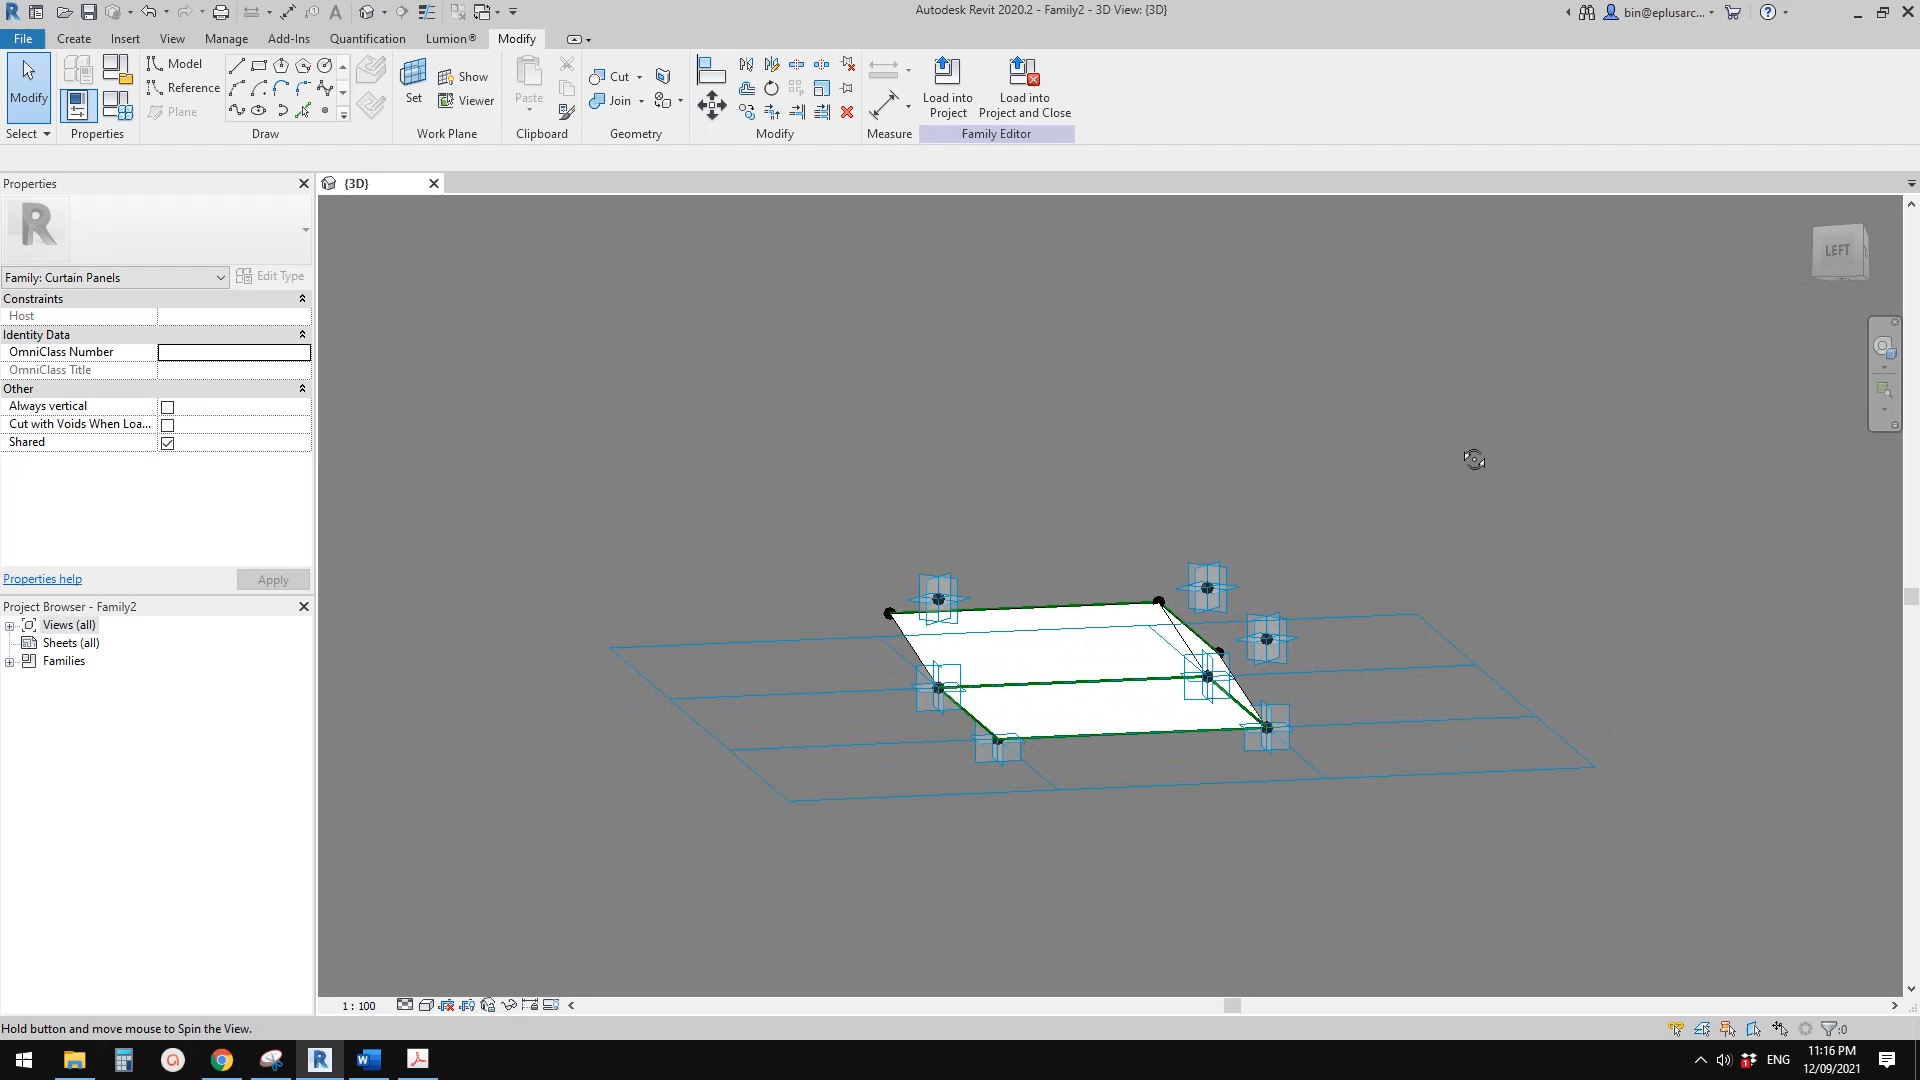 Autodesk Revit 2020.2 - Family2 - 3D View: {3D}
bin@eplusarc...
File Create Insert View Manage Add-Ins Quantification Lumion® Modify
Modify
Select
Properties
Model
Reference
Plane
Draw
Set
Show
Viewer
Work Plane
Paste
Clipboard
Cut
Join
Geometry
Modify
Measure
Load into
Project
Load into
Project and Close
Family Editor
Properties
{3D}
R
Family: Curtain Panels
Edit Type
Constraints
Host
Identity Data
OmniClass Number
OmniClass Title
Other
Always vertical
Cut with Voids When Loa...
Shared
Properties help
Apply
Project Browser - Family2
Views (all)
Sheets (all)
Families
LEFT
1 : 100
Hold button and move mouse to Spin the View.
:0
ENG
11:16 PM
12/09/2021